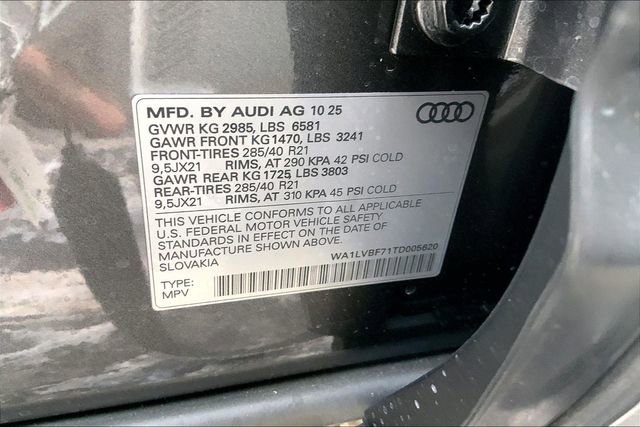 MFD. BY AUDI AG 10 25
GVWR KG 2985, LBS 6581
GAWR FRONT KG1470, LBS 3241
FRONT-TIRES 285/40 R21
9,5JX21 RIMS, AT 290 KPA 42 PSI COLD
GAWR REAR KG 1725 LBS 3803
REAR-TIRES 285/40 R21
9,5JX21 RIMS, AT 310 KPA 45 PSI COLD
THIS VEHICLE CONFORMS TO ALL APPLICABLE
U.S. FEDERAL MOTOR VEHICLE SAFETY
STANDARDS IN EFFECT ON THE DATE OF
MANUFACTURE SHOWN ABOVE.
SLOVAKIA WA1LVBF71TD005620
TYPE:
MPV